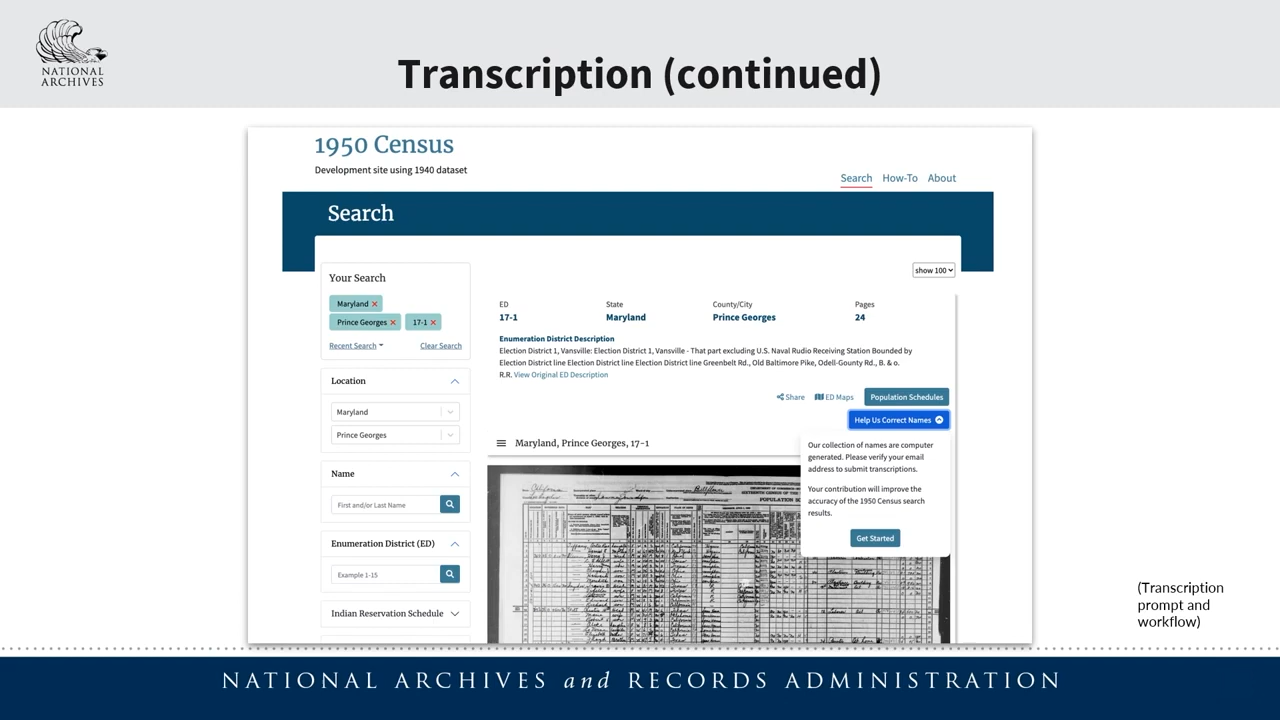 NATIONAL
ARCHIVES
Transcription (continued)
1950 Census
Development site using 1940 dataset
Search How-To About
Search
Your Search
Maryland ×
Prince Georges × 17-1 ×
Recent Search Clear Search
Location
Maryland
Prince Georges
Name
First and/or Last Name
Enumeration District (ED)
Example 1-15
Indian Reservation Schedule
show 100
ED State County/City Pages
17-1 Maryland Prince Georges 24
Enumeration District Description
Election District 1, Vansville: Election District 1, Vansville - That part excluding U.S. Naval Rudio Receiving Station Bounded by
Election District line Election District line Greenbelt Rd., Old Baltimore Pike, Odell-County Rd., B. & o.
R.R. View Original ED Description
Share ED Maps Population Schedules
Help Us Correct Names
Our collection of names are computer
generated. Please verify your email
address to submit transcriptions.
Your contribution will improve the
accuracy of the 1950 Census search
results.
Get Started
Maryland, Prince Georges, 17-1
California
Bellflower
POPULATION
(Transcription
prompt and
workflow)
NATIONAL ARCHIVES and RECORDS ADMINISTRATION